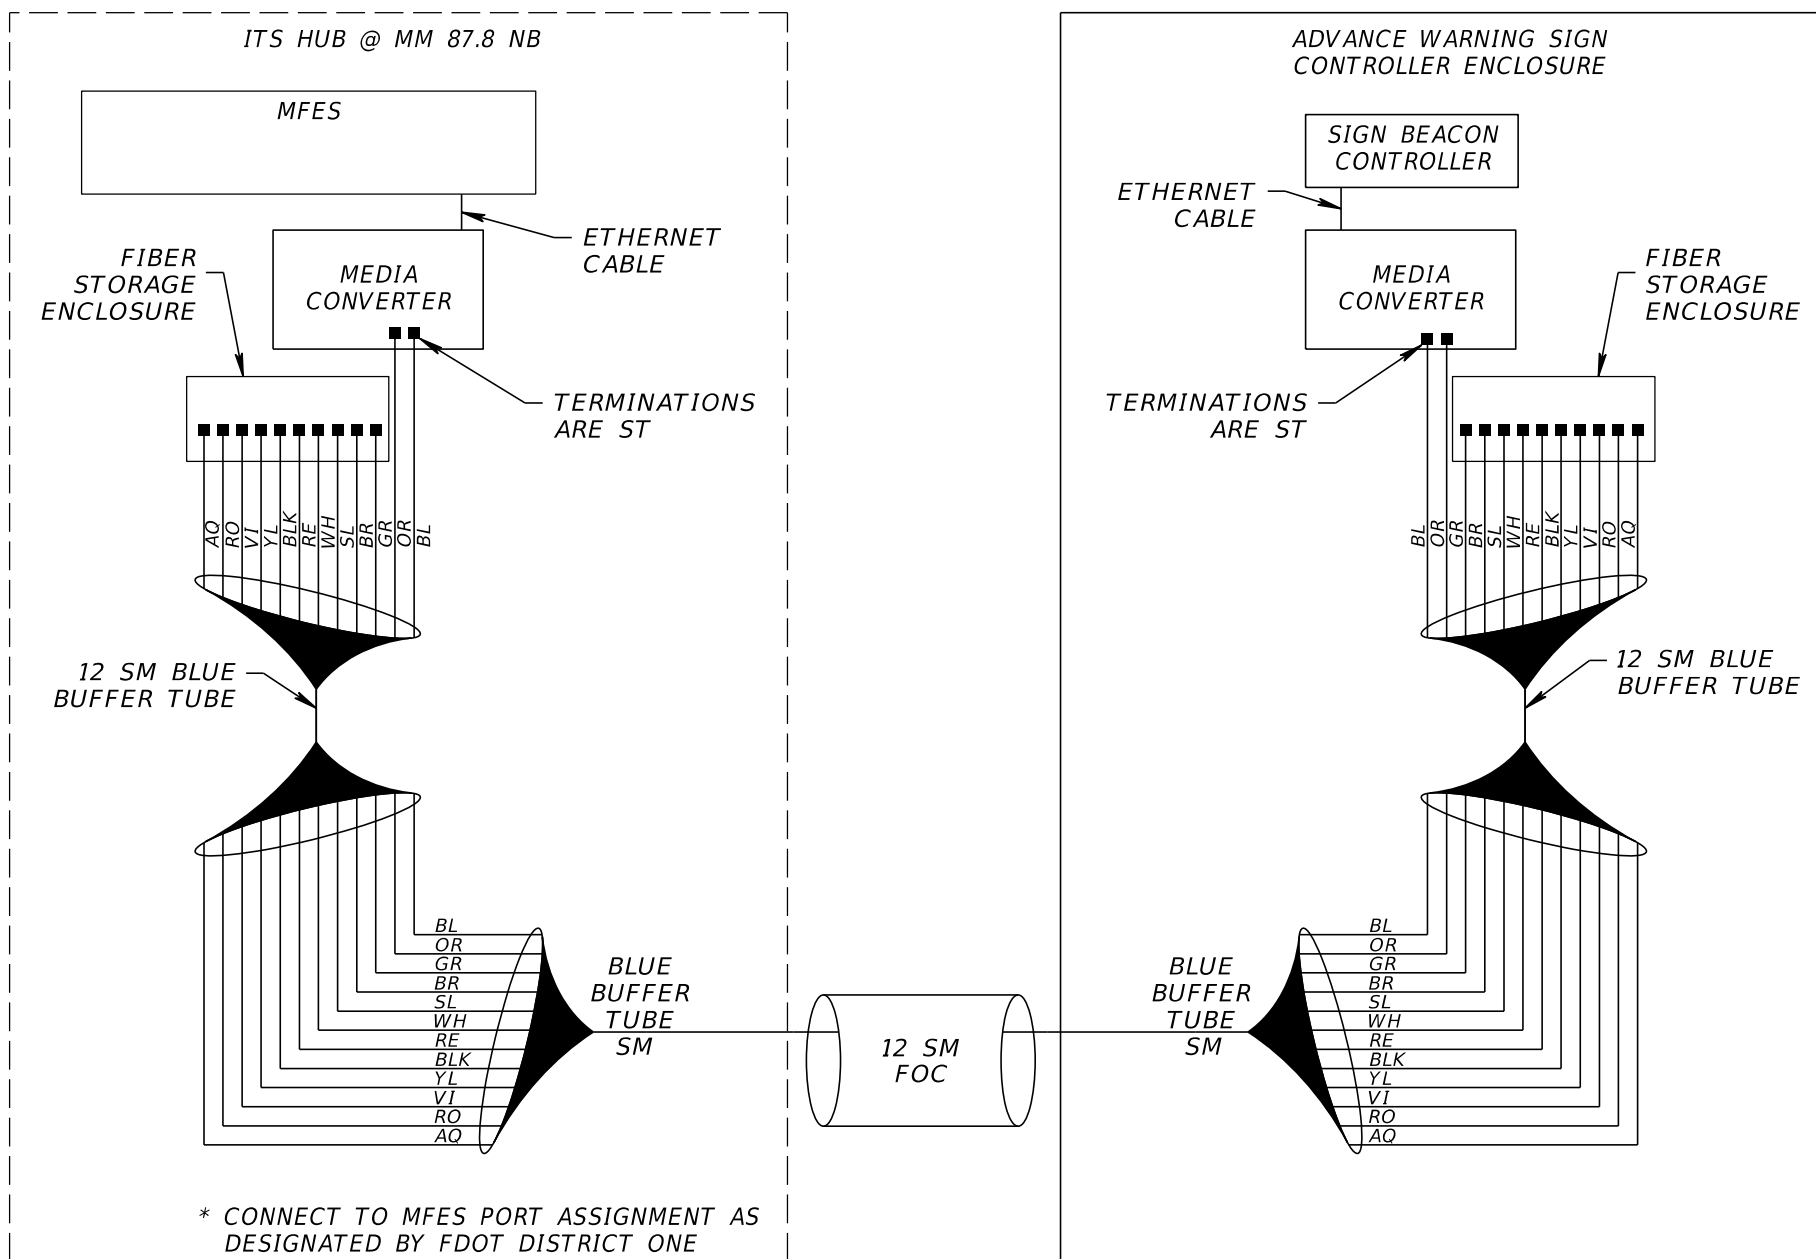 ITS HUB @ MM 87.8 NB
MFES
ETHERNET
CABLE
FIBER
STORAGE
ENCLOSURE
MEDIA
CONVERTER
TERMINATIONS
ARE ST
AQ
RO
VI
YL
BLK
RE
WH
SL
BR
GR
OR
BL
12 SM BLUE
BUFFER TUBE
BL
OR
GR
BR
SL
WH
RE
BLK
YL
VI
RO
AQ
BLUE
BUFFER
TUBE
SM
* CONNECT TO MFES PORT ASSIGNMENT AS
DESIGNATED BY FDOT DISTRICT ONE
12 SM
FOC
ADVANCE WARNING SIGN
CONTROLLER ENCLOSURE
SIGN BEACON
CONTROLLER
ETHERNET
CABLE
MEDIA
CONVERTER
FIBER
STORAGE
ENCLOSURE
TERMINATIONS
ARE ST
BL
OR
GR
BR
SL
WH
RE
BLK
YL
VI
RO
AQ
12 SM BLUE
BUFFER TUBE
BLUE
BUFFER
TUBE
SM
BL
OR
GR
BR
SL
WH
RE
BLK
YL
VI
RO
AQ